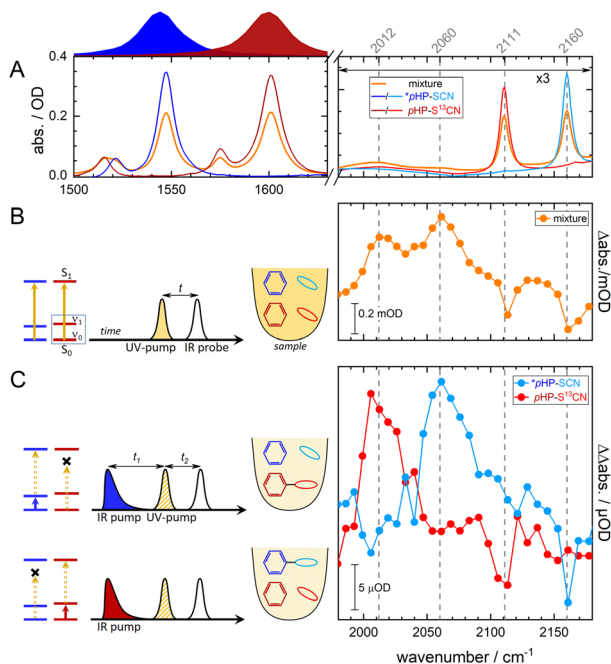 2012 2060 2111 2160
A
abs. / OD
0.4
0.2
0.0
1500 1550 1600
x3
mixture
*pHP-SCN
pHP-S¹³CN
B
S₁
ν₁
ν₀
S₀
time
t
UV-pump IR probe
sample
mixture
0.2 mOD
Δabs./mOD
C
t₁ t₂
IR pump UV-pump
IR pump
*pHP-SCN
pHP-S¹³CN
5 μOD
ΔΔabs. / μOD
2000 2050 2100 2150
wavenumber / cm⁻¹